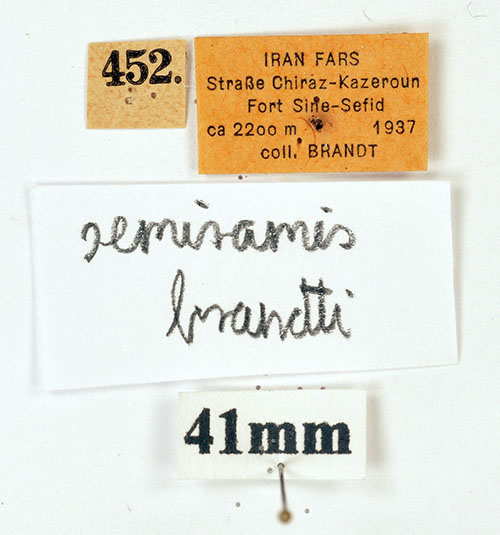 452.
IRAN FARS
Straße Chiraz-Kazeroun
Fort Sine-Sefid
ca 2200 m 1937
coll. BRANDT
semiramis
brandti
41mm